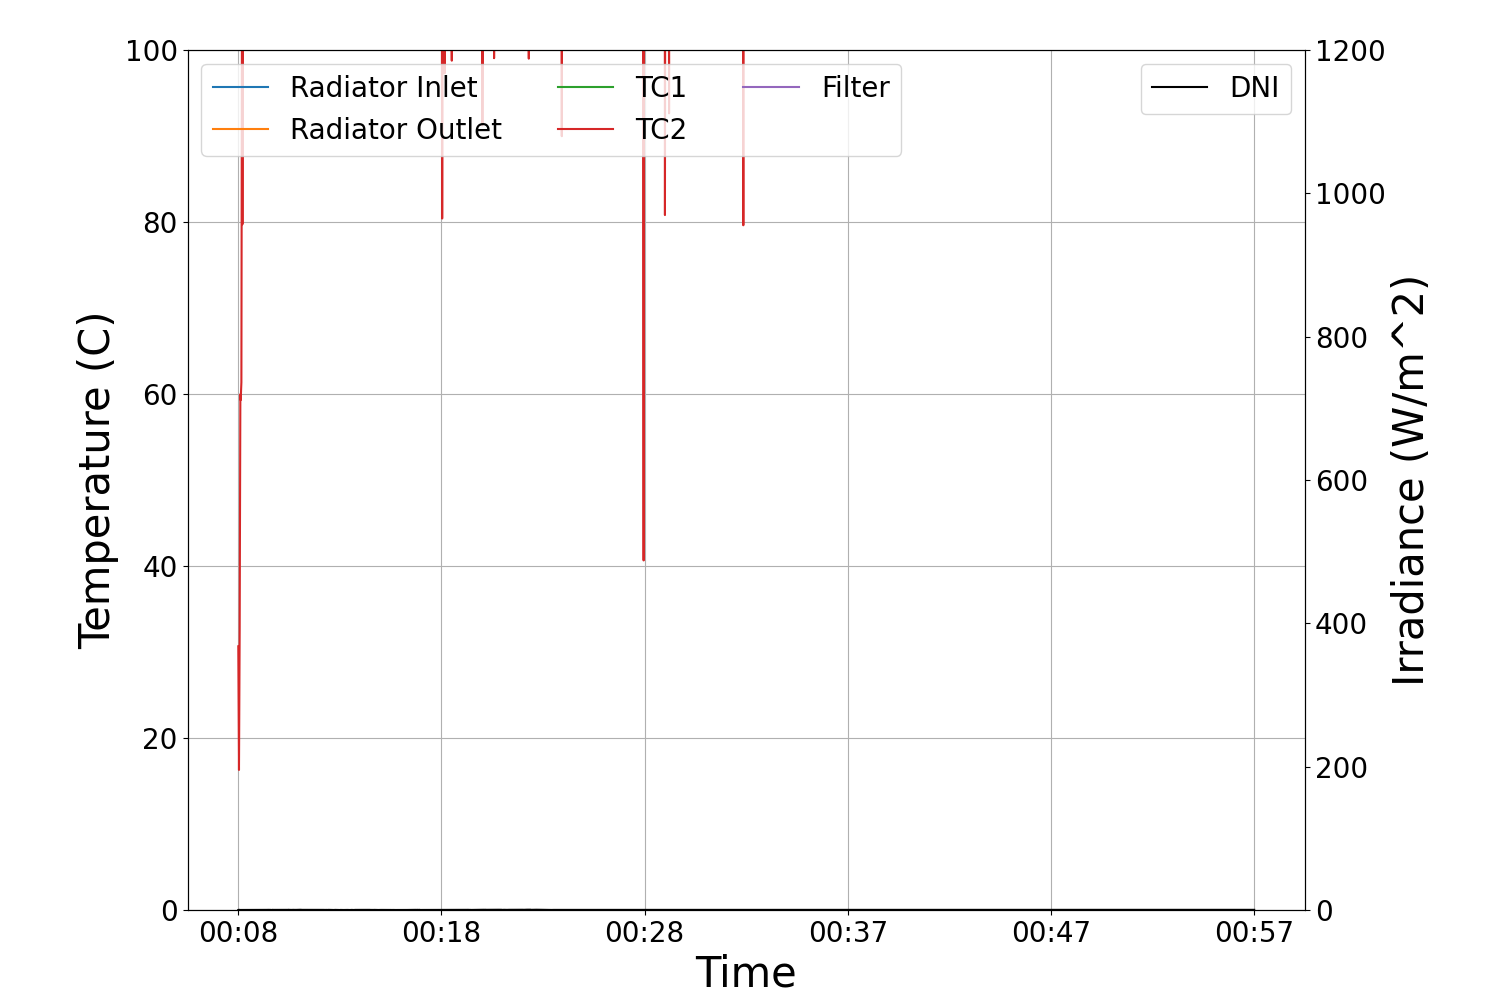 100
80
60
40
20
0
Temperature (C)
Radiator Inlet
Radiator Outlet
TC1
TC2
Filter
DNI
1200
1000
800
600
400
200
0
Irradiance (W/m^2)
00:08 00:18 00:28 00:37 00:47 00:57
Time